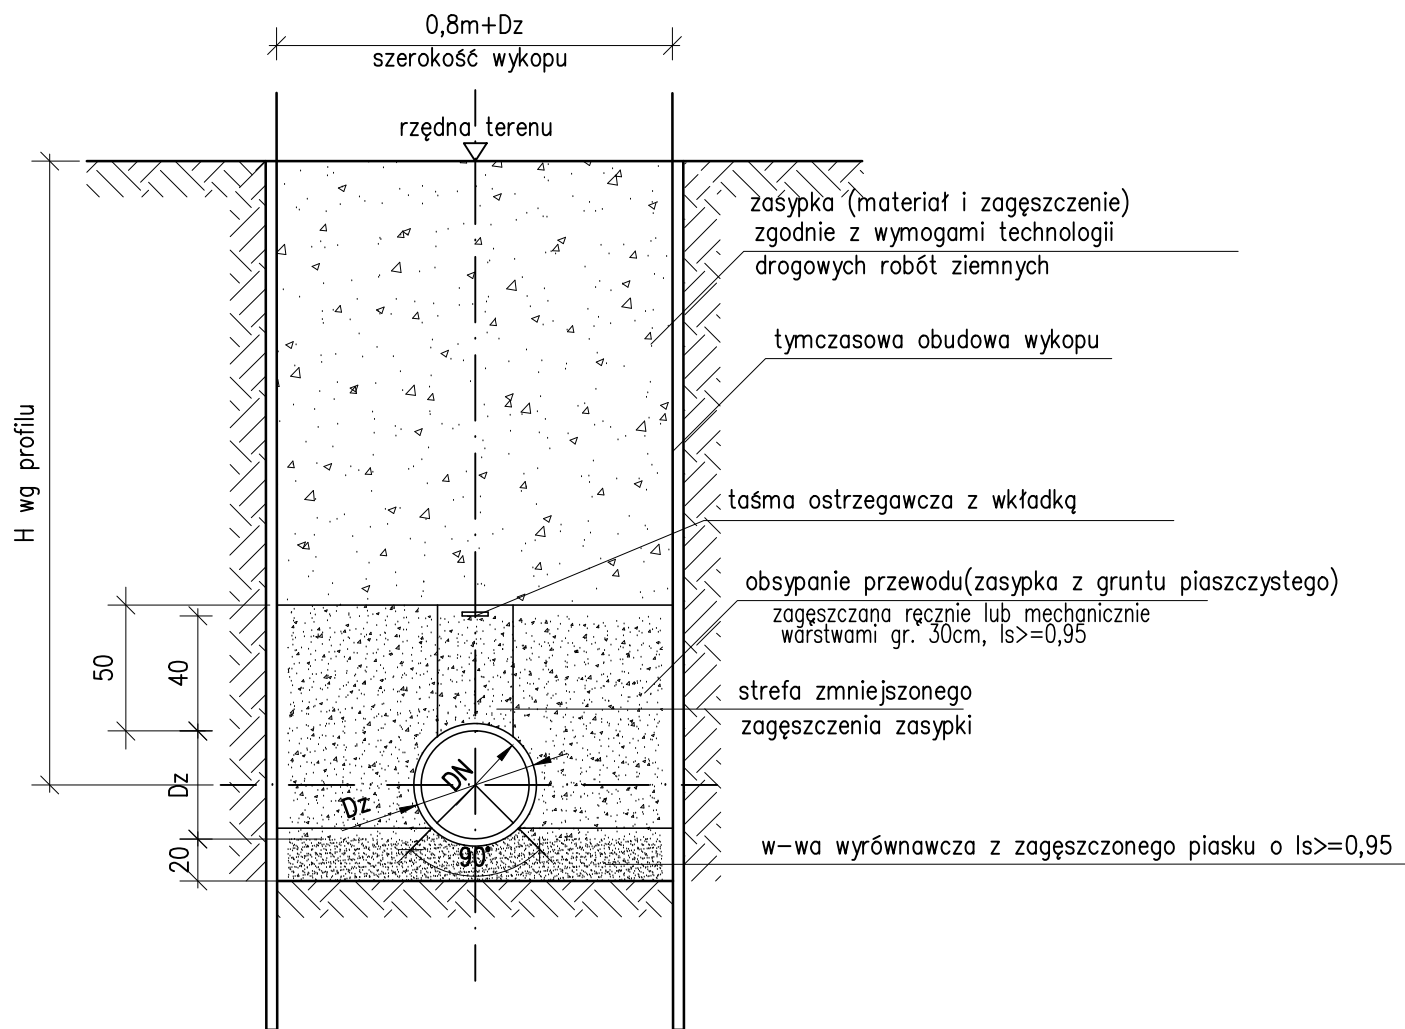 0,8m+Dz
szerokość wykopu
rzędna terenu
zasypka (materiał i zagęszczenie)
zgodnie z wymogami technologii
drogowych robót ziemnych
tymczasowa obudowa wykopu
H wg profilu
taśma ostrzegawcza z wkładką
obsypanie przewodu(zasypka z gruntu piaszczystego)
zagęszczana ręcznie lub mechanicznie
warstwami gr. 30cm, Is>=0,95
50
40
strefa zmniejszonego
zagęszczenia zasypki
Dz
DN
Dz
20
90°
w-wa wyrównawcza z zagęszczonego piasku o Is>=0,95